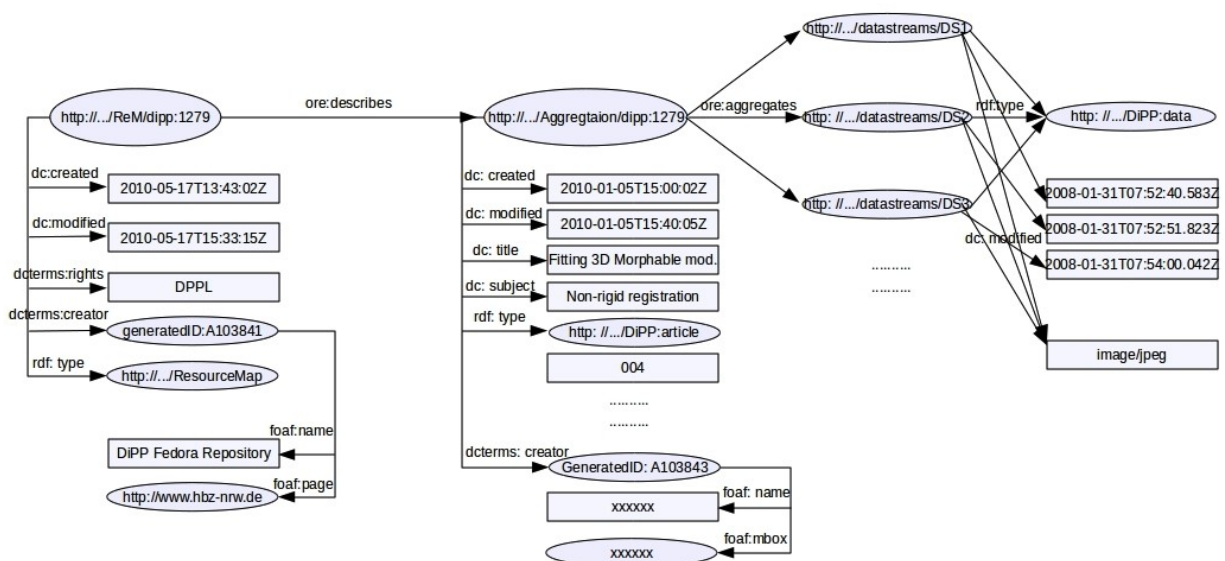 http://.../ReM/dipp:1279
ore:describes
http://.../Aggregtaion/dipp:1279
ore:aggregates
http://.../datastreams/DS1
http: //.../datastreams/DS2
http: //.../datastreams/DS3
rdf:type
http: //.../DiPP:data
dc: modified
2008-01-31T07:52:40.583Z
2008-01-31T07:52:51.823Z
2008-01-31T07:54:00.042Z
image/jpeg
..........
..........
dc:created
2010-05-17T13:43:02Z
dc:modified
2010-05-17T15:33:15Z
dcterms:rights
DPPL
dcterms:creator
generatedID:A103841
rdf: type
http://.../ResourceMap
foaf:name
DiPP Fedora Repository
foaf:page
http://www.hbz-nrw.de
dc: created
2010-01-05T15:00:02Z
dc: modified
2010-01-05T15:40:05Z
dc: title
Fitting 3D Morphable mod.
dc: subject
Non-rigid registration
rdf: type
http: //.../DiPP:article
004
..........
..........
dcterms: creator
GeneratedID: A103843
foaf: name
xxxxxx
foaf:mbox
xxxxxx